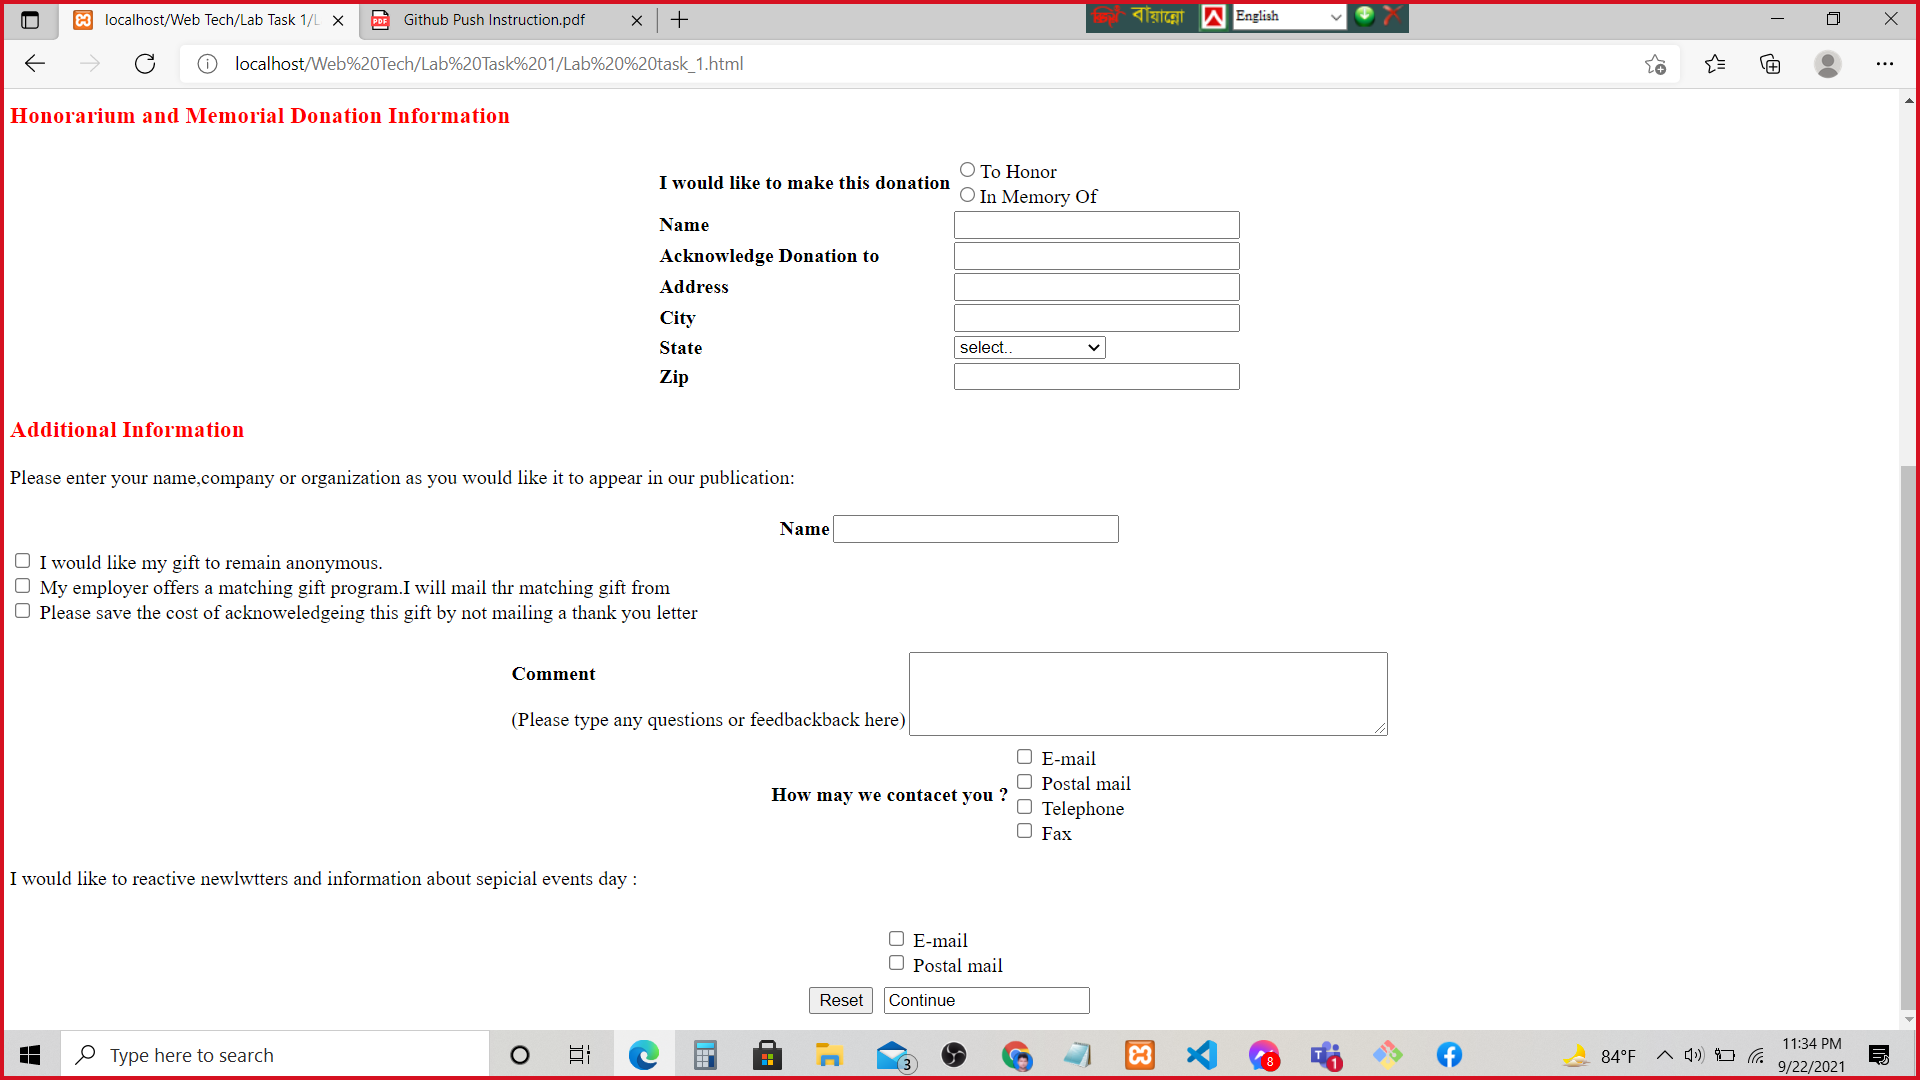 localhost/Web Tech/Lab Task 1/L
Github Push Instruction.pdf
বায়ান্নো
English
localhost/Web%20Tech/Lab%20Task%201/Lab%20%20task_1.html
Honorarium and Memorial Donation Information
I would like to make this donation
To Honor
In Memory Of
Name
Acknowledge Donation to
Address
City
State
select..
Zip
Additional Information
Please enter your name,company or organization as you would like it to appear in our publication:
Name
I would like my gift to remain anonymous.
My employer offers a matching gift program.I will mail thr matching gift from
Please save the cost of acknoweledgeing this gift by not mailing a thank you letter
Comment
(Please type any questions or feedbackback here)
How may we contacet you ?
E-mail
Postal mail
Telephone
Fax
I would like to reactive newlwtters and information about sepicial events day :
E-mail
Postal mail
Reset
Continue
Type here to search
3
8
1
84°F
11:34 PM
9/22/2021